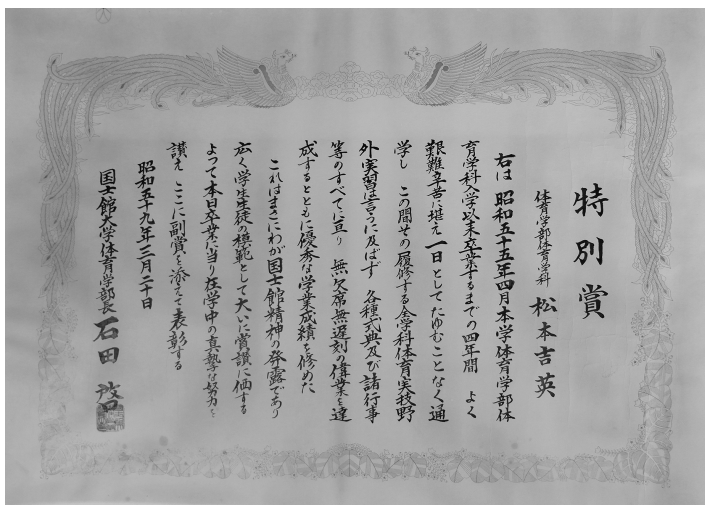 特別賞
体育学部体育学科 松本吉英
右は 昭和五十五年四月本学体育学部体
育学科入学以来卒業するまでの四年間 よく
艱難辛苦に堪え一日としてたゆむことなく通
学し この間その履修する全学科体育実技野
外実習は言うに及ばず 各種式典及び諸行事
等のすべてに亘り 無欠席無遅刻の偉業を達
成するとともに優秀な学業成績を修めた
これはまさにわが国士館精神の発露であり
広く学生生徒の模範として大いに賞讃に価する
よって本日卒業に当り在学中の真摯な努力を
讃え ここに副賞を添えて表彰する
昭和五十九年三月二十日
国士館大学体育学部長 石田